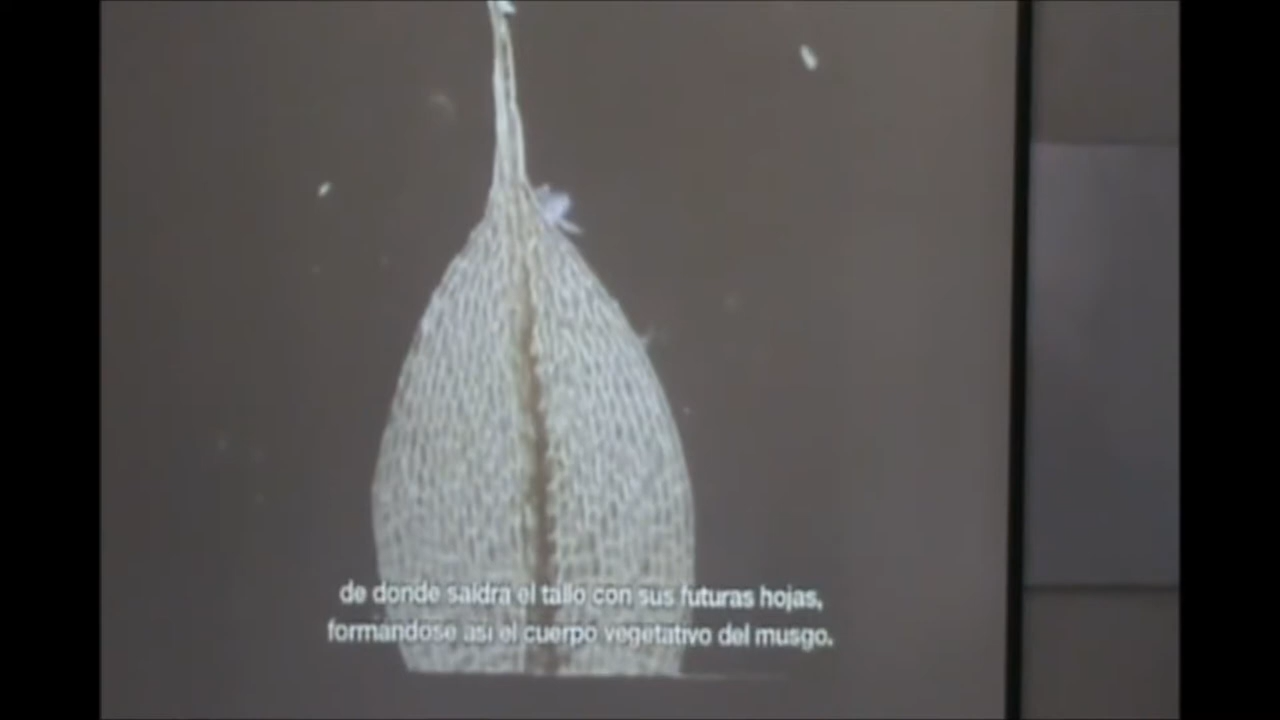 de donde saldra el tallo con sus futuras hojas,
formandose asi el cuerpo vegetativo del musgo.